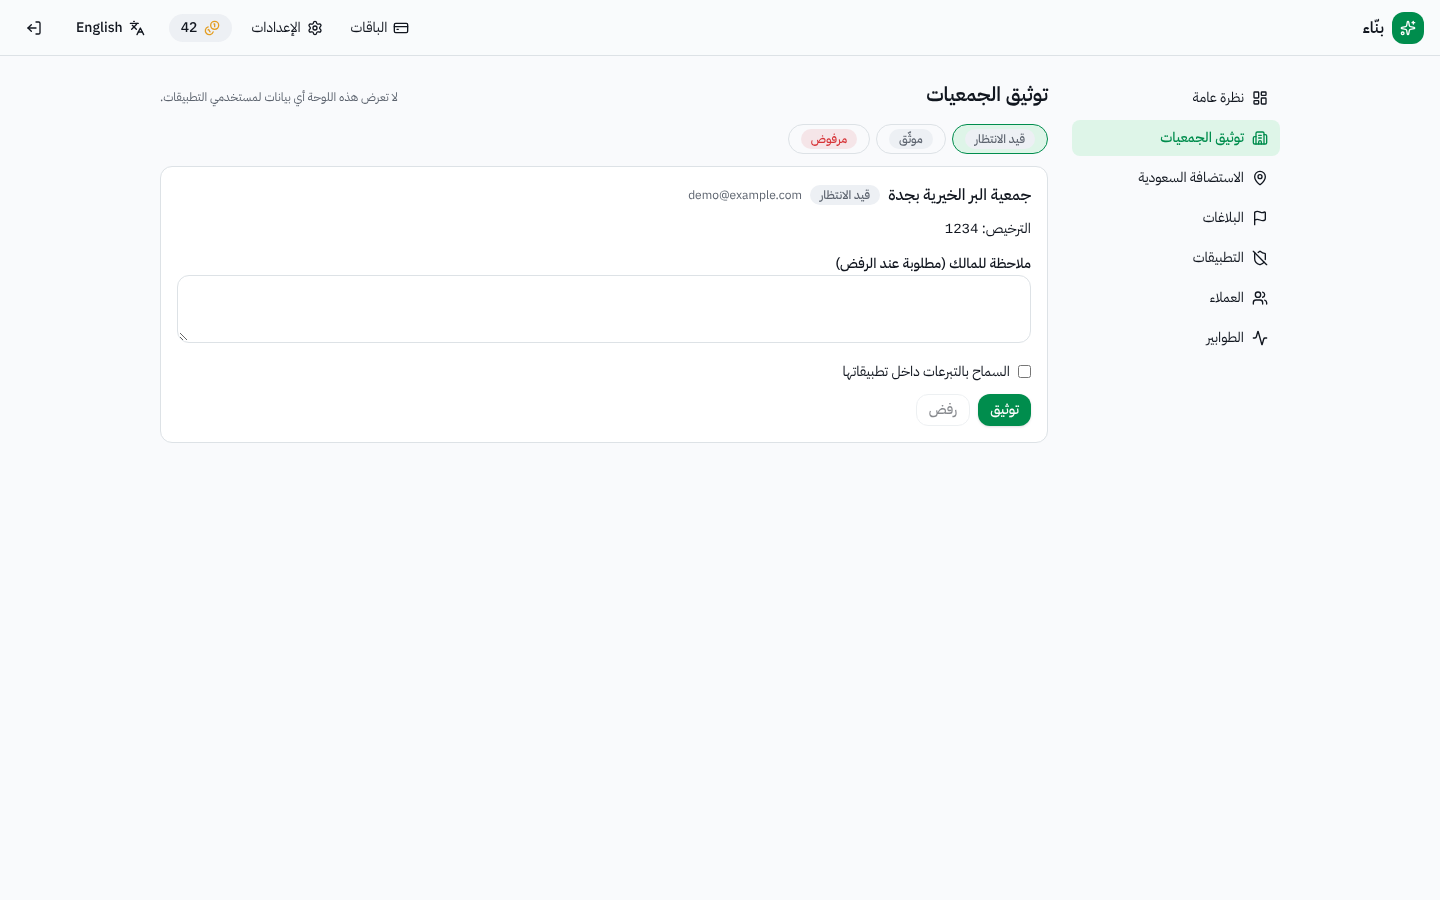 بنّاء
الباقات
الإعدادات
42
English
نظرة عامة
توثيق الجمعيات
الاستضافة السعودية
البلاغات
التطبيقات
العملاء
الطوابير
توثيق الجمعيات
لا تعرض هذه اللوحة أي بيانات لمستخدمي التطبيقات.
قيد الانتظار
موثّق
مرفوض
جمعية البر الخيرية بجدة قيد الانتظار demo@example.com
الترخيص: 1234
ملاحظة للمالك (مطلوبة عند الرفض)
السماح بالتبرعات داخل تطبيقاتها
توثيق
رفض